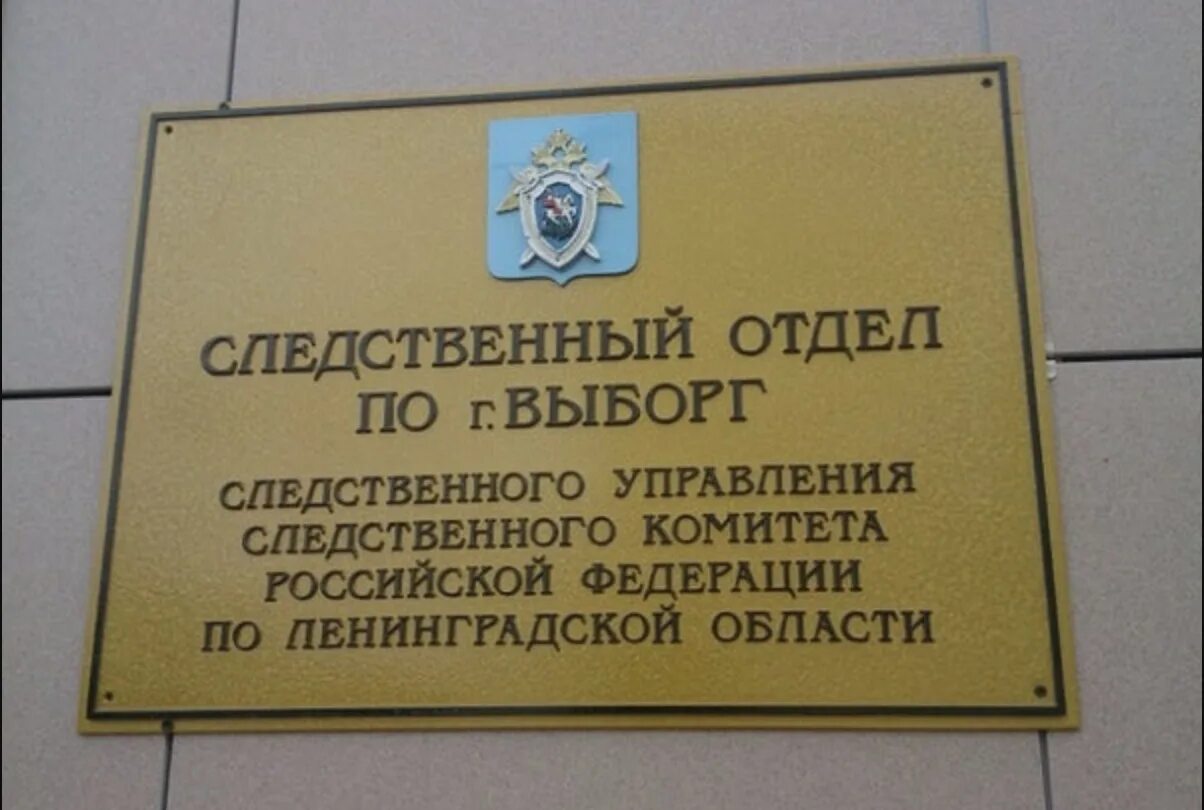 СЛЕДСТВЕННЫЙ ОТДЕЛ
ПО г. ВЫБОРГ
СЛЕДСТВЕННОГО УПРАВЛЕНИЯ
СЛЕДСТВЕННОГО КОМИТЕТА
РОССИЙСКОЙ ФЕДЕРАЦИИ
ПО ЛЕНИНГРАДСКОЙ ОБЛАСТИ